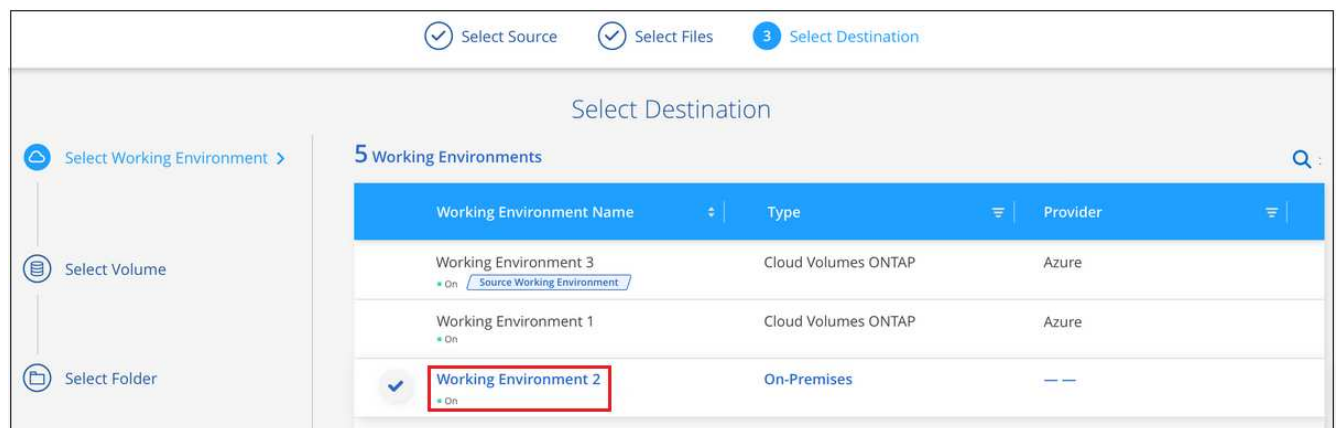 Select Source Select Files 3 Select Destination
Select Destination
Select Working Environment >
5 Working Environments
Working Environment Name Type Provider
Select Volume
Working Environment 3 Cloud Volumes ONTAP Azure
On Source Working Environment
Working Environment 1 Cloud Volumes ONTAP Azure
On
Select Folder
Working Environment 2 On-Premises — —
On